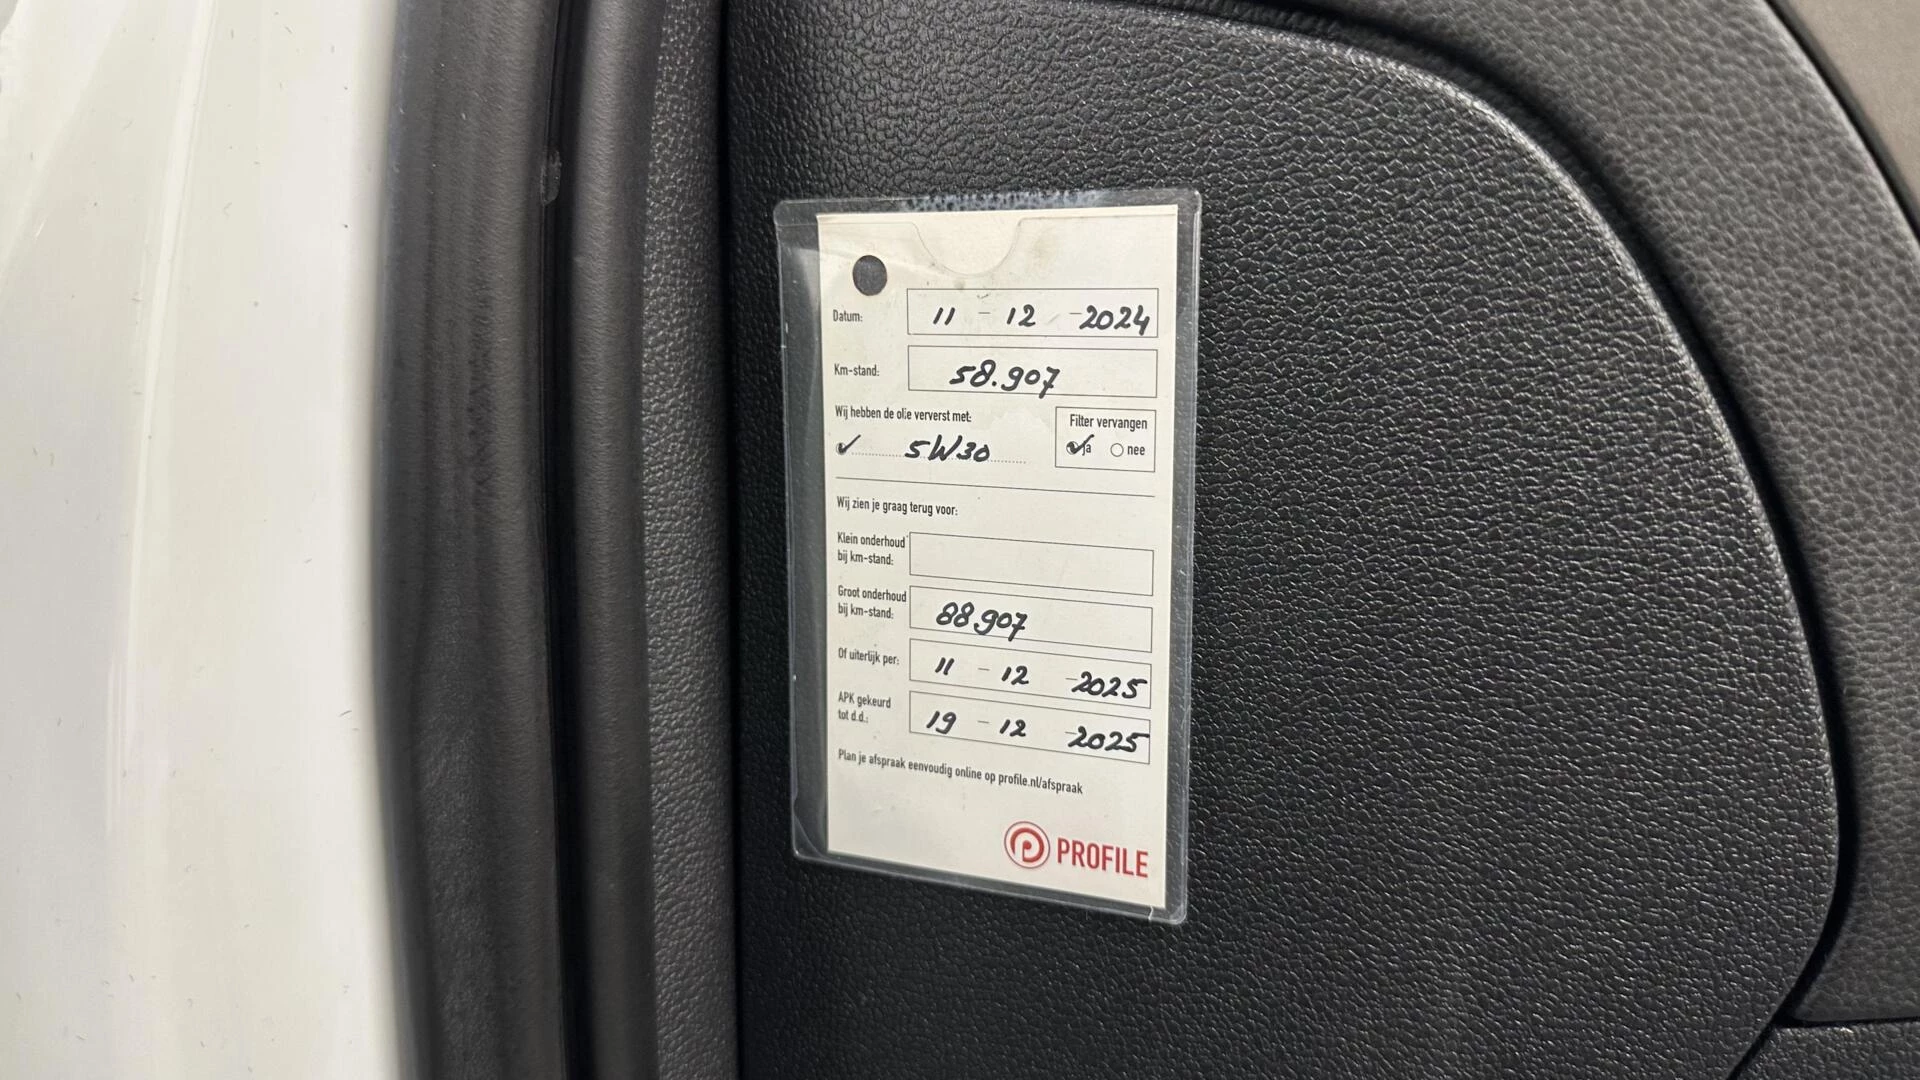 Datum: 11 - 12 - 2024
Km-stand: 58.907
Wij hebben de olie ververst met:
✓ 5W30
Filter vervangen
✓ ja ○ nee
Wij zien je graag terug voor:
Klein onderhoud
bij km-stand:
Groot onderhoud
bij km-stand: 88.907
Of uiterlijk per: 11 - 12 - 2025
APK gekeurd
tot d.d.: 19 - 12 - 2025
Plan je afspraak eenvoudig online op profile.nl/afspraak
PROFILE